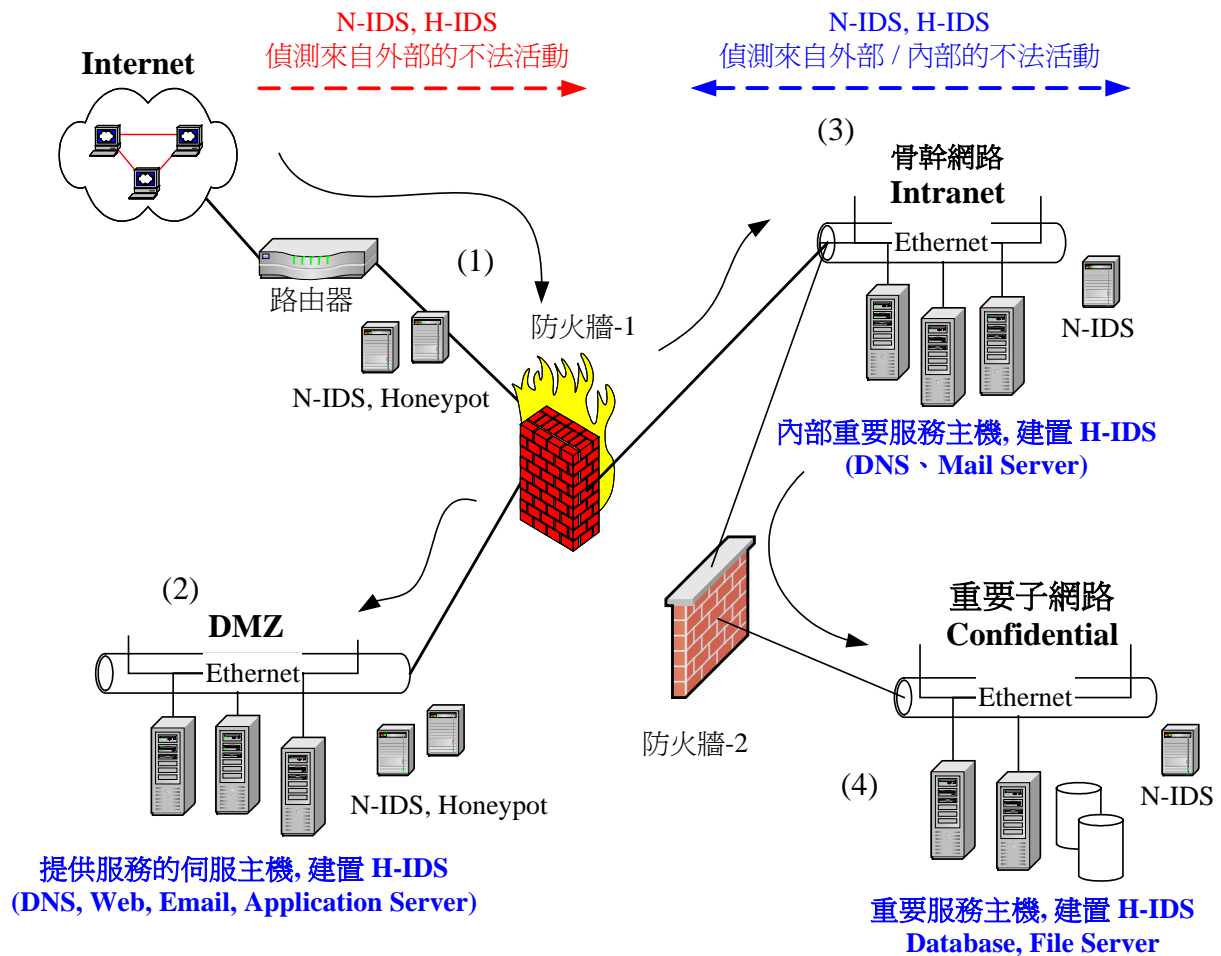 N-IDS, H-IDS
偵測來自外部的不法活動
N-IDS, H-IDS
偵測來自外部 / 內部的不法活動
Internet
(3)
骨幹網路
Intranet
Ethernet
(1)
路由器
防火牆-1
N-IDS
N-IDS, Honeypot
內部重要服務主機, 建置 H-IDS
(DNS、Mail Server)
(2)
DMZ
Ethernet
重要子網路
Confidential
Ethernet
防火牆-2
(4)
N-IDS, Honeypot
N-IDS
提供服務的伺服主機, 建置 H-IDS
(DNS, Web, Email, Application Server)
重要服務主機, 建置 H-IDS
Database, File Server